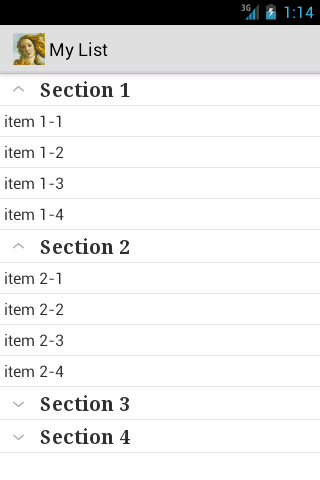 3G 1:14
My List
Section 1
item 1-1
item 1-2
item 1-3
item 1-4
Section 2
item 2-1
item 2-2
item 2-3
item 2-4
Section 3
Section 4